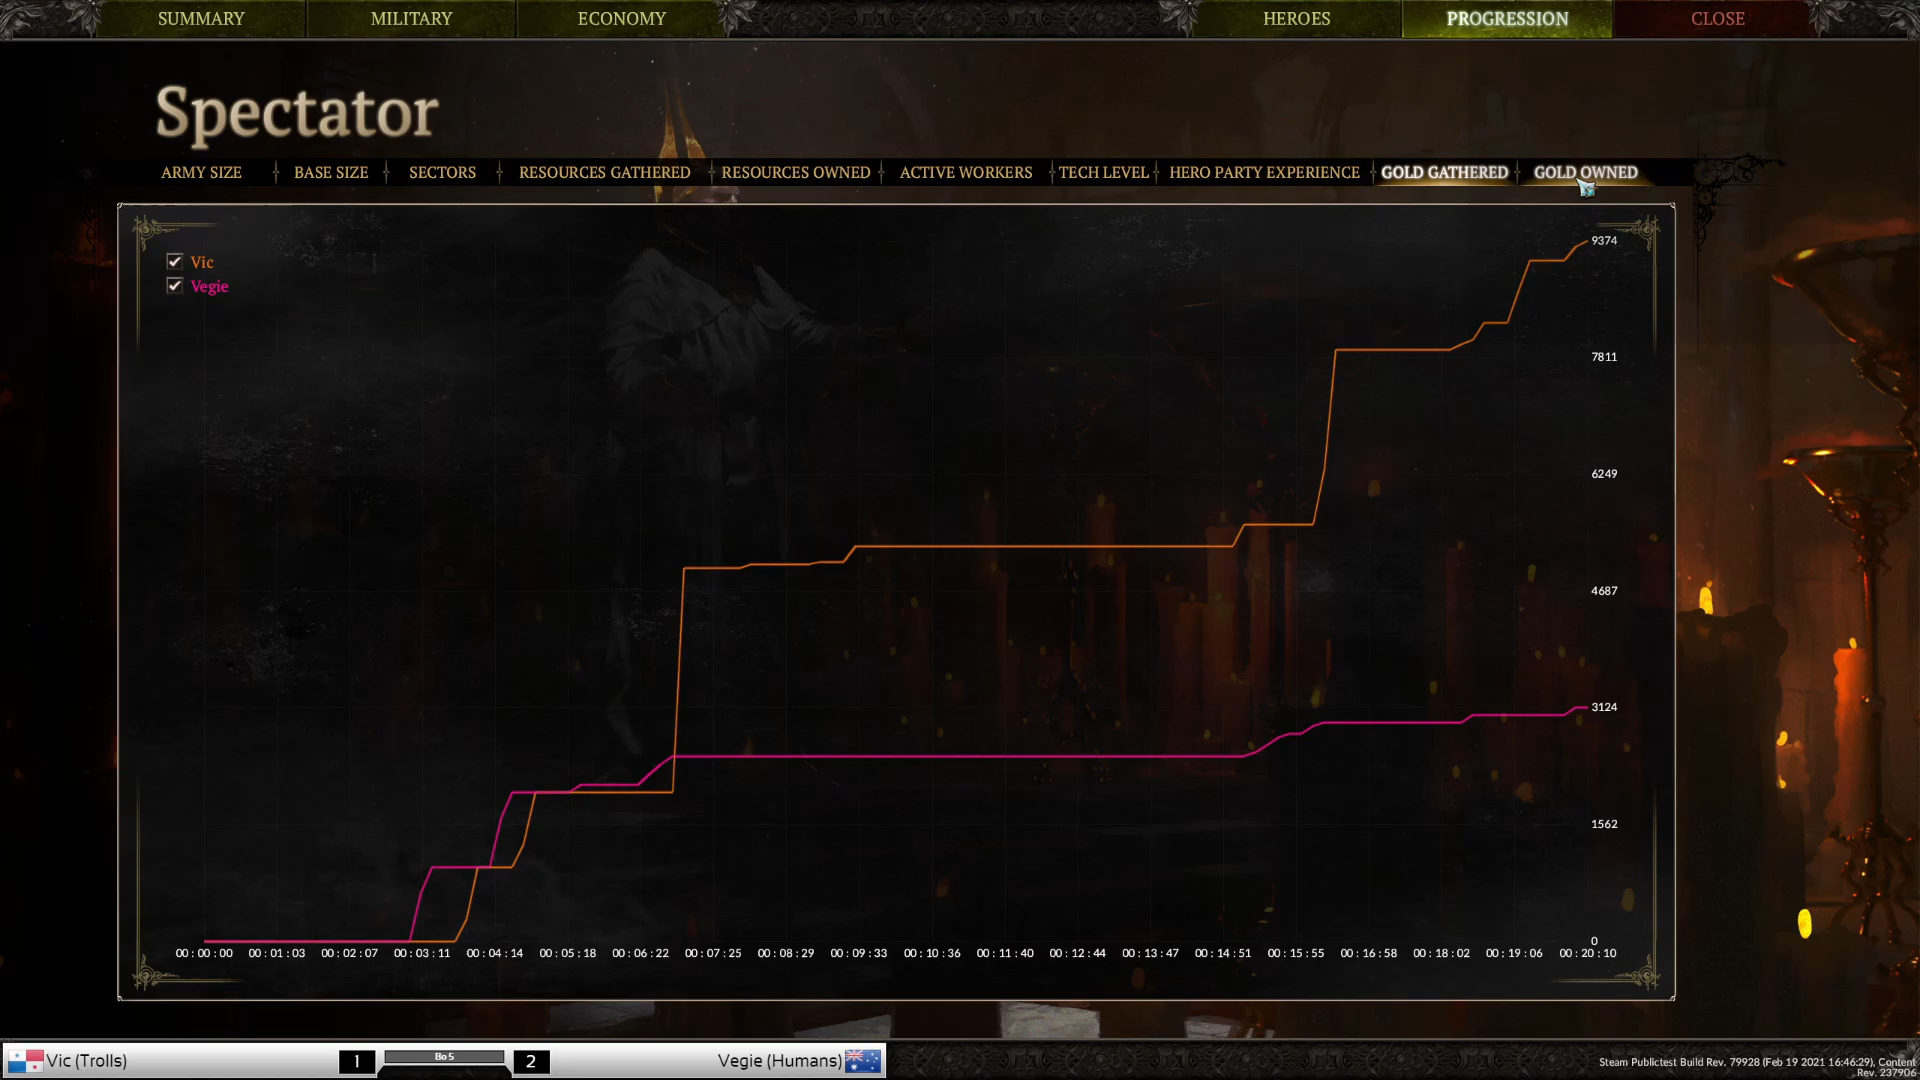 SUMMARY MILITARY ECONOMY HEROES PROGRESSION CLOSE
Spectator
ARMY SIZE BASE SIZE SECTORS RESOURCES GATHERED RESOURCES OWNED ACTIVE WORKERS TECH LEVEL HERO PARTY EXPERIENCE GOLD GATHERED GOLD OWNED
Vic
Vegie
9374
7811
6249
4687
3124
1562
0
00 : 00 : 00 00 : 01 : 03 00 : 02 : 07 00 : 03 : 11 00 : 04 : 14 00 : 05 : 18 00 : 06 : 22 00 : 07 : 25 00 : 08 : 29 00 : 09 : 33 00 : 10 : 36 00 : 11 : 40 00 : 12 : 44 00 : 13 : 47 00 : 14 : 51 00 : 15 : 55 00 : 16 : 58 00 : 18 : 02 00 : 19 : 06 00 : 20 : 10
Vic (Trolls) 1 Bo 5 2 Vegie (Humans)
Steam Publictest Build Rev. 79928 (Feb 19 2021 16:46:29), Content
Rev. 237906